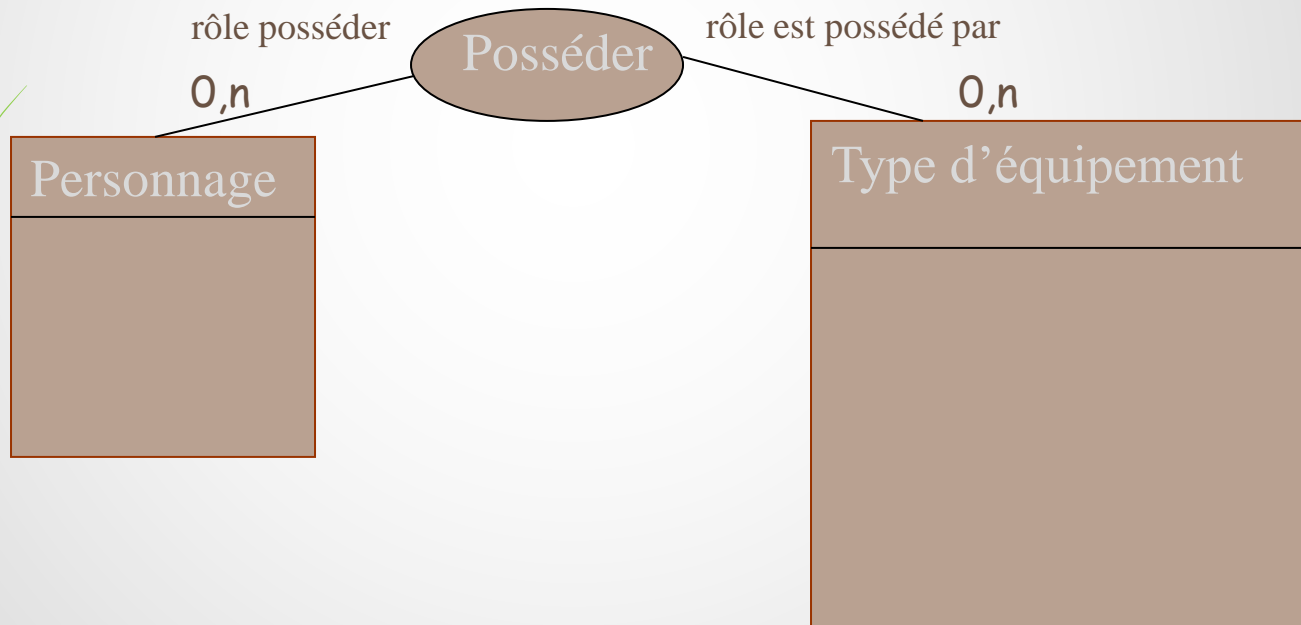 rôle posséder
Posséder
rôle est possédé par
0,n
0,n
Personnage
Type d’équipement